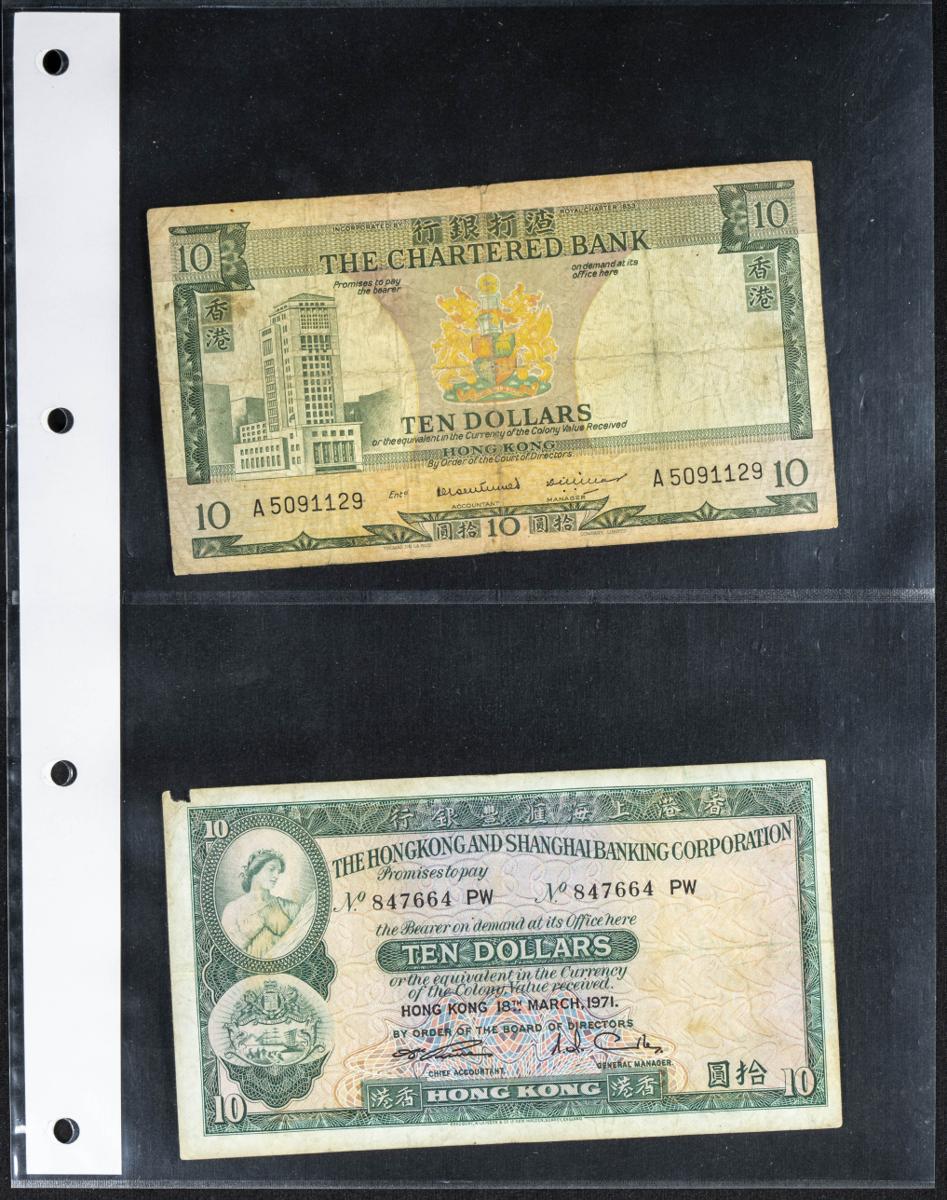 INCORPORATED BY ROYAL CHARTER 1853
行銀打渣
10 THE CHARTERED BANK 10
Promises to pay the bearer
on demand at its office here
香港
香港
TEN DOLLARS
or the equivalent in the Currency of the Colony Value Received
HONG KONG
By Order of the Court of Directors
10 A 5091129 Entd A 5091129 10
ACCOUNTANT MANAGER
圓拾 10 圓拾
THOMAS DE LA RUE COMPANY, LIMITED
行銀豐滙海上港香
10
THE HONGKONG AND SHANGHAI BANKING CORPORATION
Promises to pay
No 847664 PW No 847664 PW
the Bearer on demand at its Office here
TEN DOLLARS
or the equivalent in the Currency
of the Colony, Value received.
HONG KONG 18TH MARCH, 1971.
BY ORDER OF THE BOARD OF DIRECTORS
CHIEF ACCOUNTANT GENERAL MANAGER
圓拾
10 港香 HONG KONG 港香 10